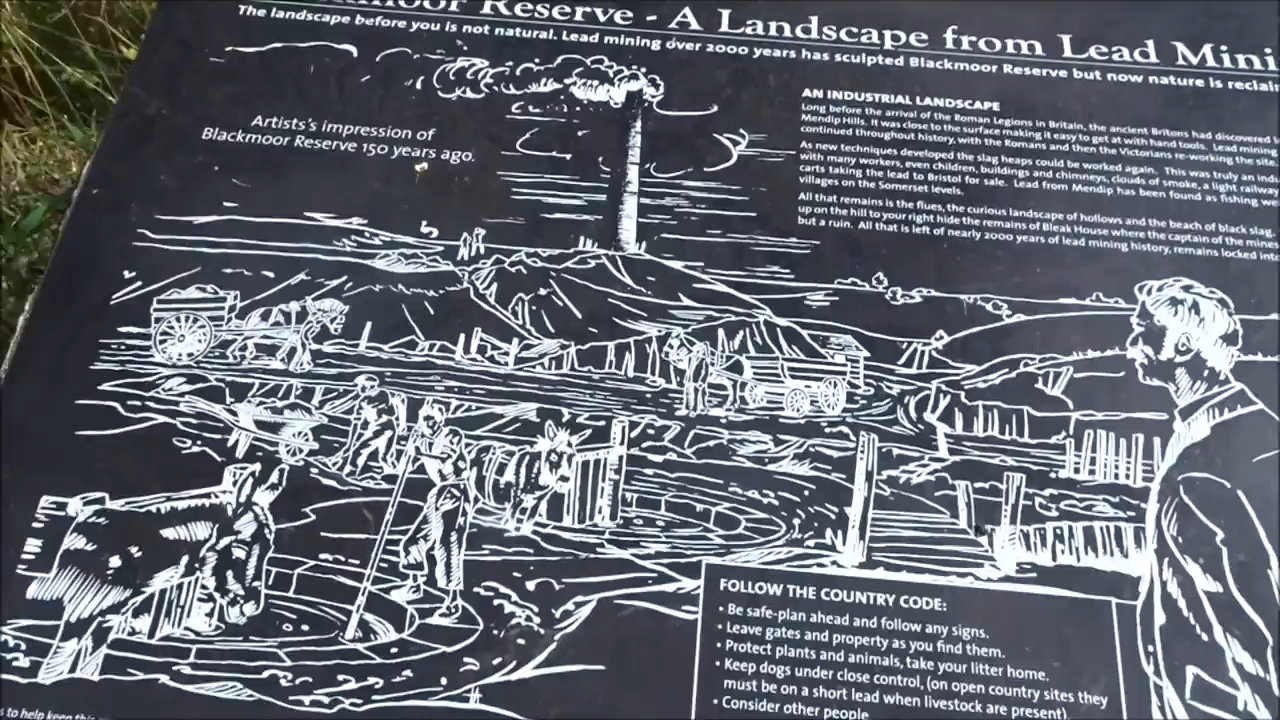 Reserve - A Landscape from Lead
The landscape before you is not natural. Lead mining over 2000 years has sculpted Blackmoor Reserve but now nature is
Artists's impression of
Blackmoor Reserve 150 years ago.
AN INDUSTRIAL LANDSCAPE
Long before the arrival of the Roman Legions in Britain, the ancient Britons had discovered
Mendip Hills. It was close to the surface making it easy to get at with hand tools. Lead mining
continued throughout history, with the Romans and then the Victorians re-working the site.
As new techniques developed the slag heaps could be worked again. This was truly an
with many workers, even children, buildings and chimneys, clouds of smoke, a light railway
carts taking the lead to Bristol for sale. Lead from Mendip has been found as fishing
villages on the Somerset levels.
All that remains is the flues, the curious landscape of hollows and the beach of black slag.
up on the hill to your right hide the remains of Bleak House where the captain of the mines
but a ruin. All that is left of nearly 2000 years of lead mining history, remains locked
FOLLOW THE COUNTRY CODE:
• Be safe-plan ahead and follow any signs.
• Leave gates and property as you find them.
• Protect plants and animals, take your litter home.
• Keep dogs under close control, (on open country sites they
must be on a short lead when livestock are present).
• Consider other people
to help keep